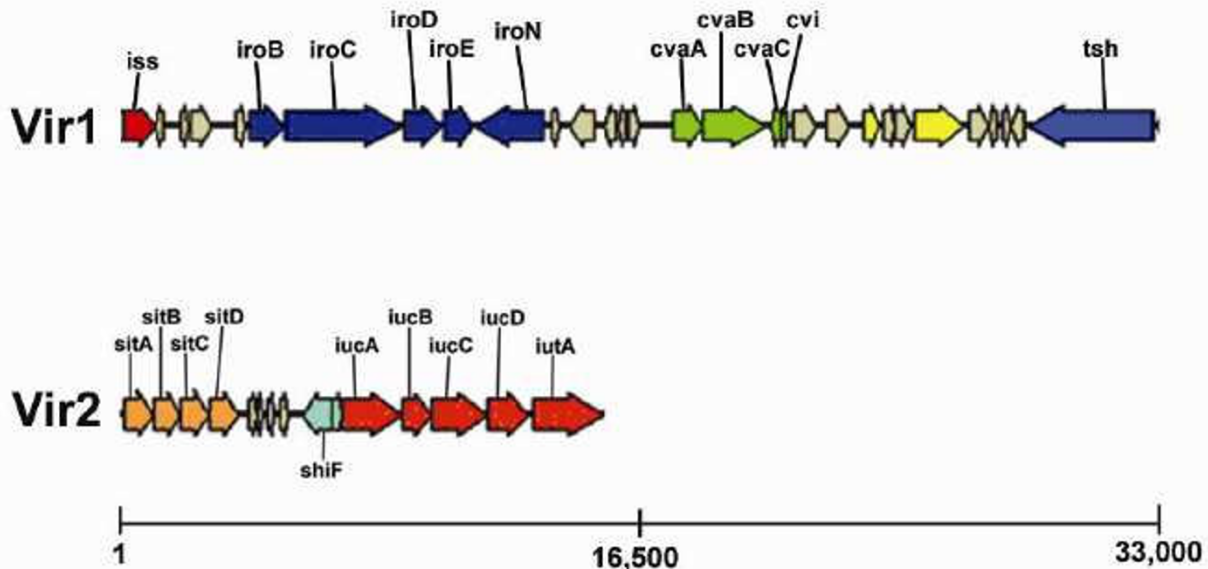 iroD cvaB cvi
iss iroB iroC iroE iroN cvaA cvaC tsh
Vir1
sitB sitD iucB iucD
sitA sitC iucA iucC iutA
Vir2
shiF
1 16,500 33,000